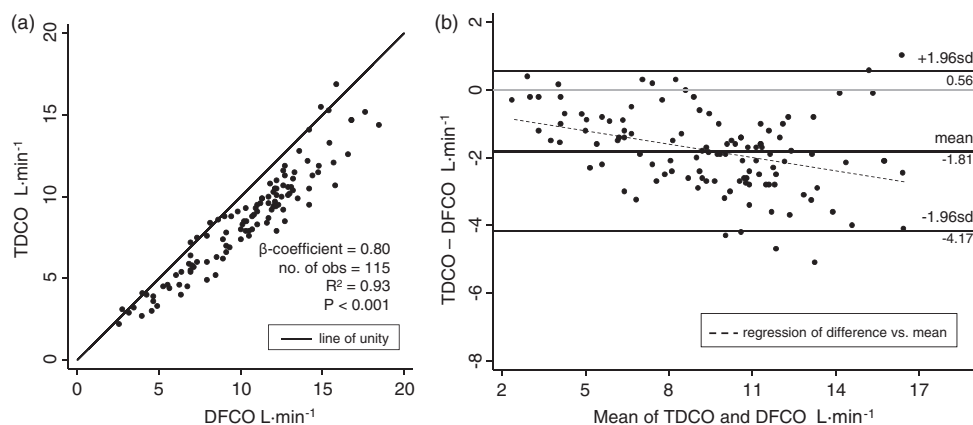 (a)
20
15
10
5
0
TDCO L·min⁻¹
β-coefficient = 0.80
no. of obs = 115
R² = 0.93
P < 0.001
line of unity
0 5 10 15 20
DFCO L·min⁻¹
(b)
2
0
-2
-4
-6
-8
TDCO – DFCO L·min⁻¹
+1.96sd
0.56
mean
-1.81
-1.96sd
-4.17
regression of difference vs. mean
2 5 8 11 14 17
Mean of TDCO and DFCO L·min⁻¹